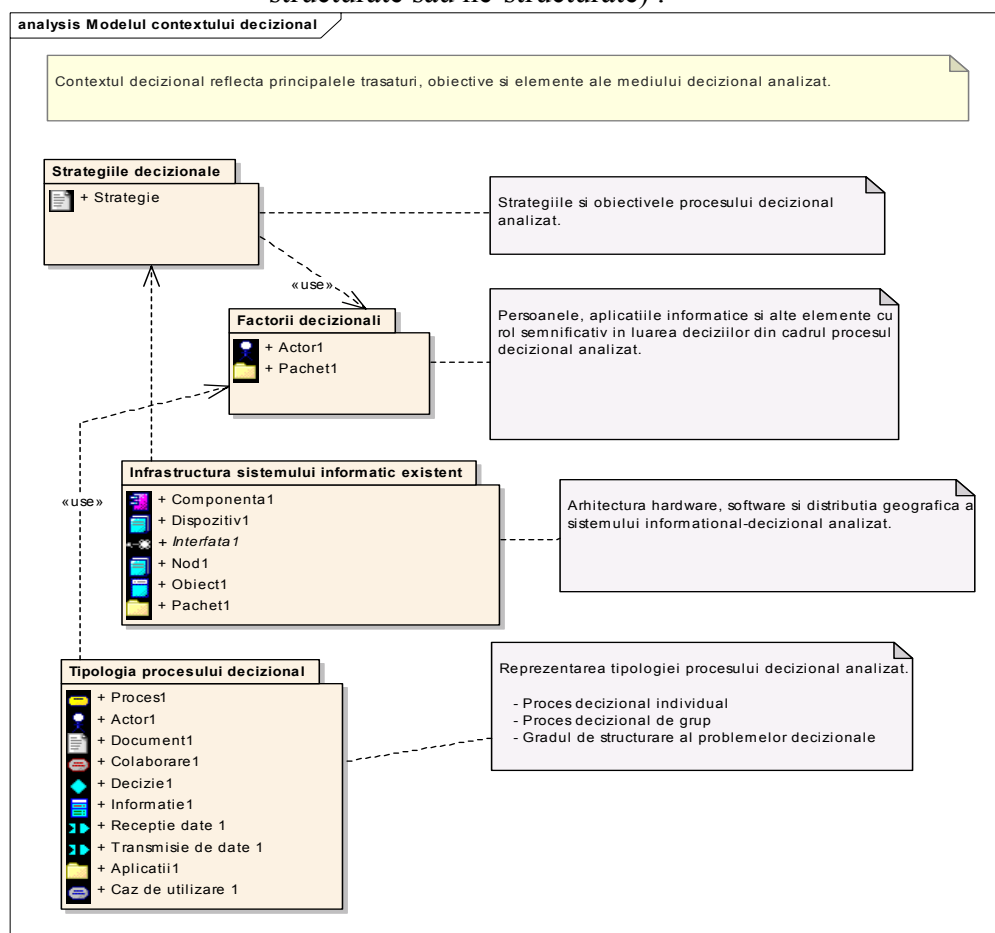 structurate sau ne-structurate) .
analysis Modelul contextului decizional
Contextul decizional reflecta principalele trasaturi, obiective si elemente ale mediului decizional analizat.
Strategiile decizionale
+ Strategie
Strategiile si obiectivele procesului decizional
analizat.
«use»
Factorii decizionali
+ Actor1
+ Pachet1
Persoanele, aplicatiile informatice si alte elemente cu
rol semnificativ in luarea deciziilor din cadrul procesul
decizional analizat.
«use»
Infrastructura sistemului informatic existent
+ Componenta1
+ Dispozitiv1
+ Interfata1
+ Nod1
+ Obiect1
+ Pachet1
Arhitectura hardware, software si distributia geografica a
sistemului informational-decizional analizat.
Tipologia procesului decizional
+ Proces1
+ Actor1
+ Document1
+ Colaborare1
+ Decizie1
+ Informatie1
+ Receptie date 1
+ Transmisie de date 1
+ Aplicatii1
+ Caz de utilizare 1
Reprezentarea tipologiei procesului decizional analizat.
- Proces decizional individual
- Proces decizional de grup
- Gradul de structurare al problemelor decizionale